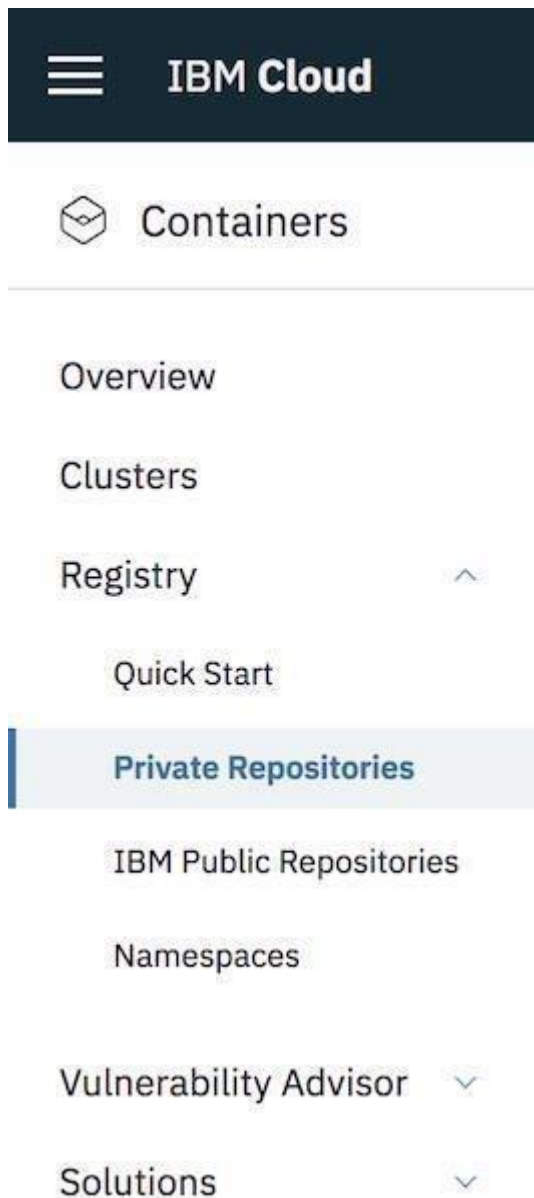 IBM Cloud
Containers
Overview
Clusters
Registry
Quick Start
Private Repositories
IBM Public Repositories
Namespaces
Vulnerability Advisor
Solutions